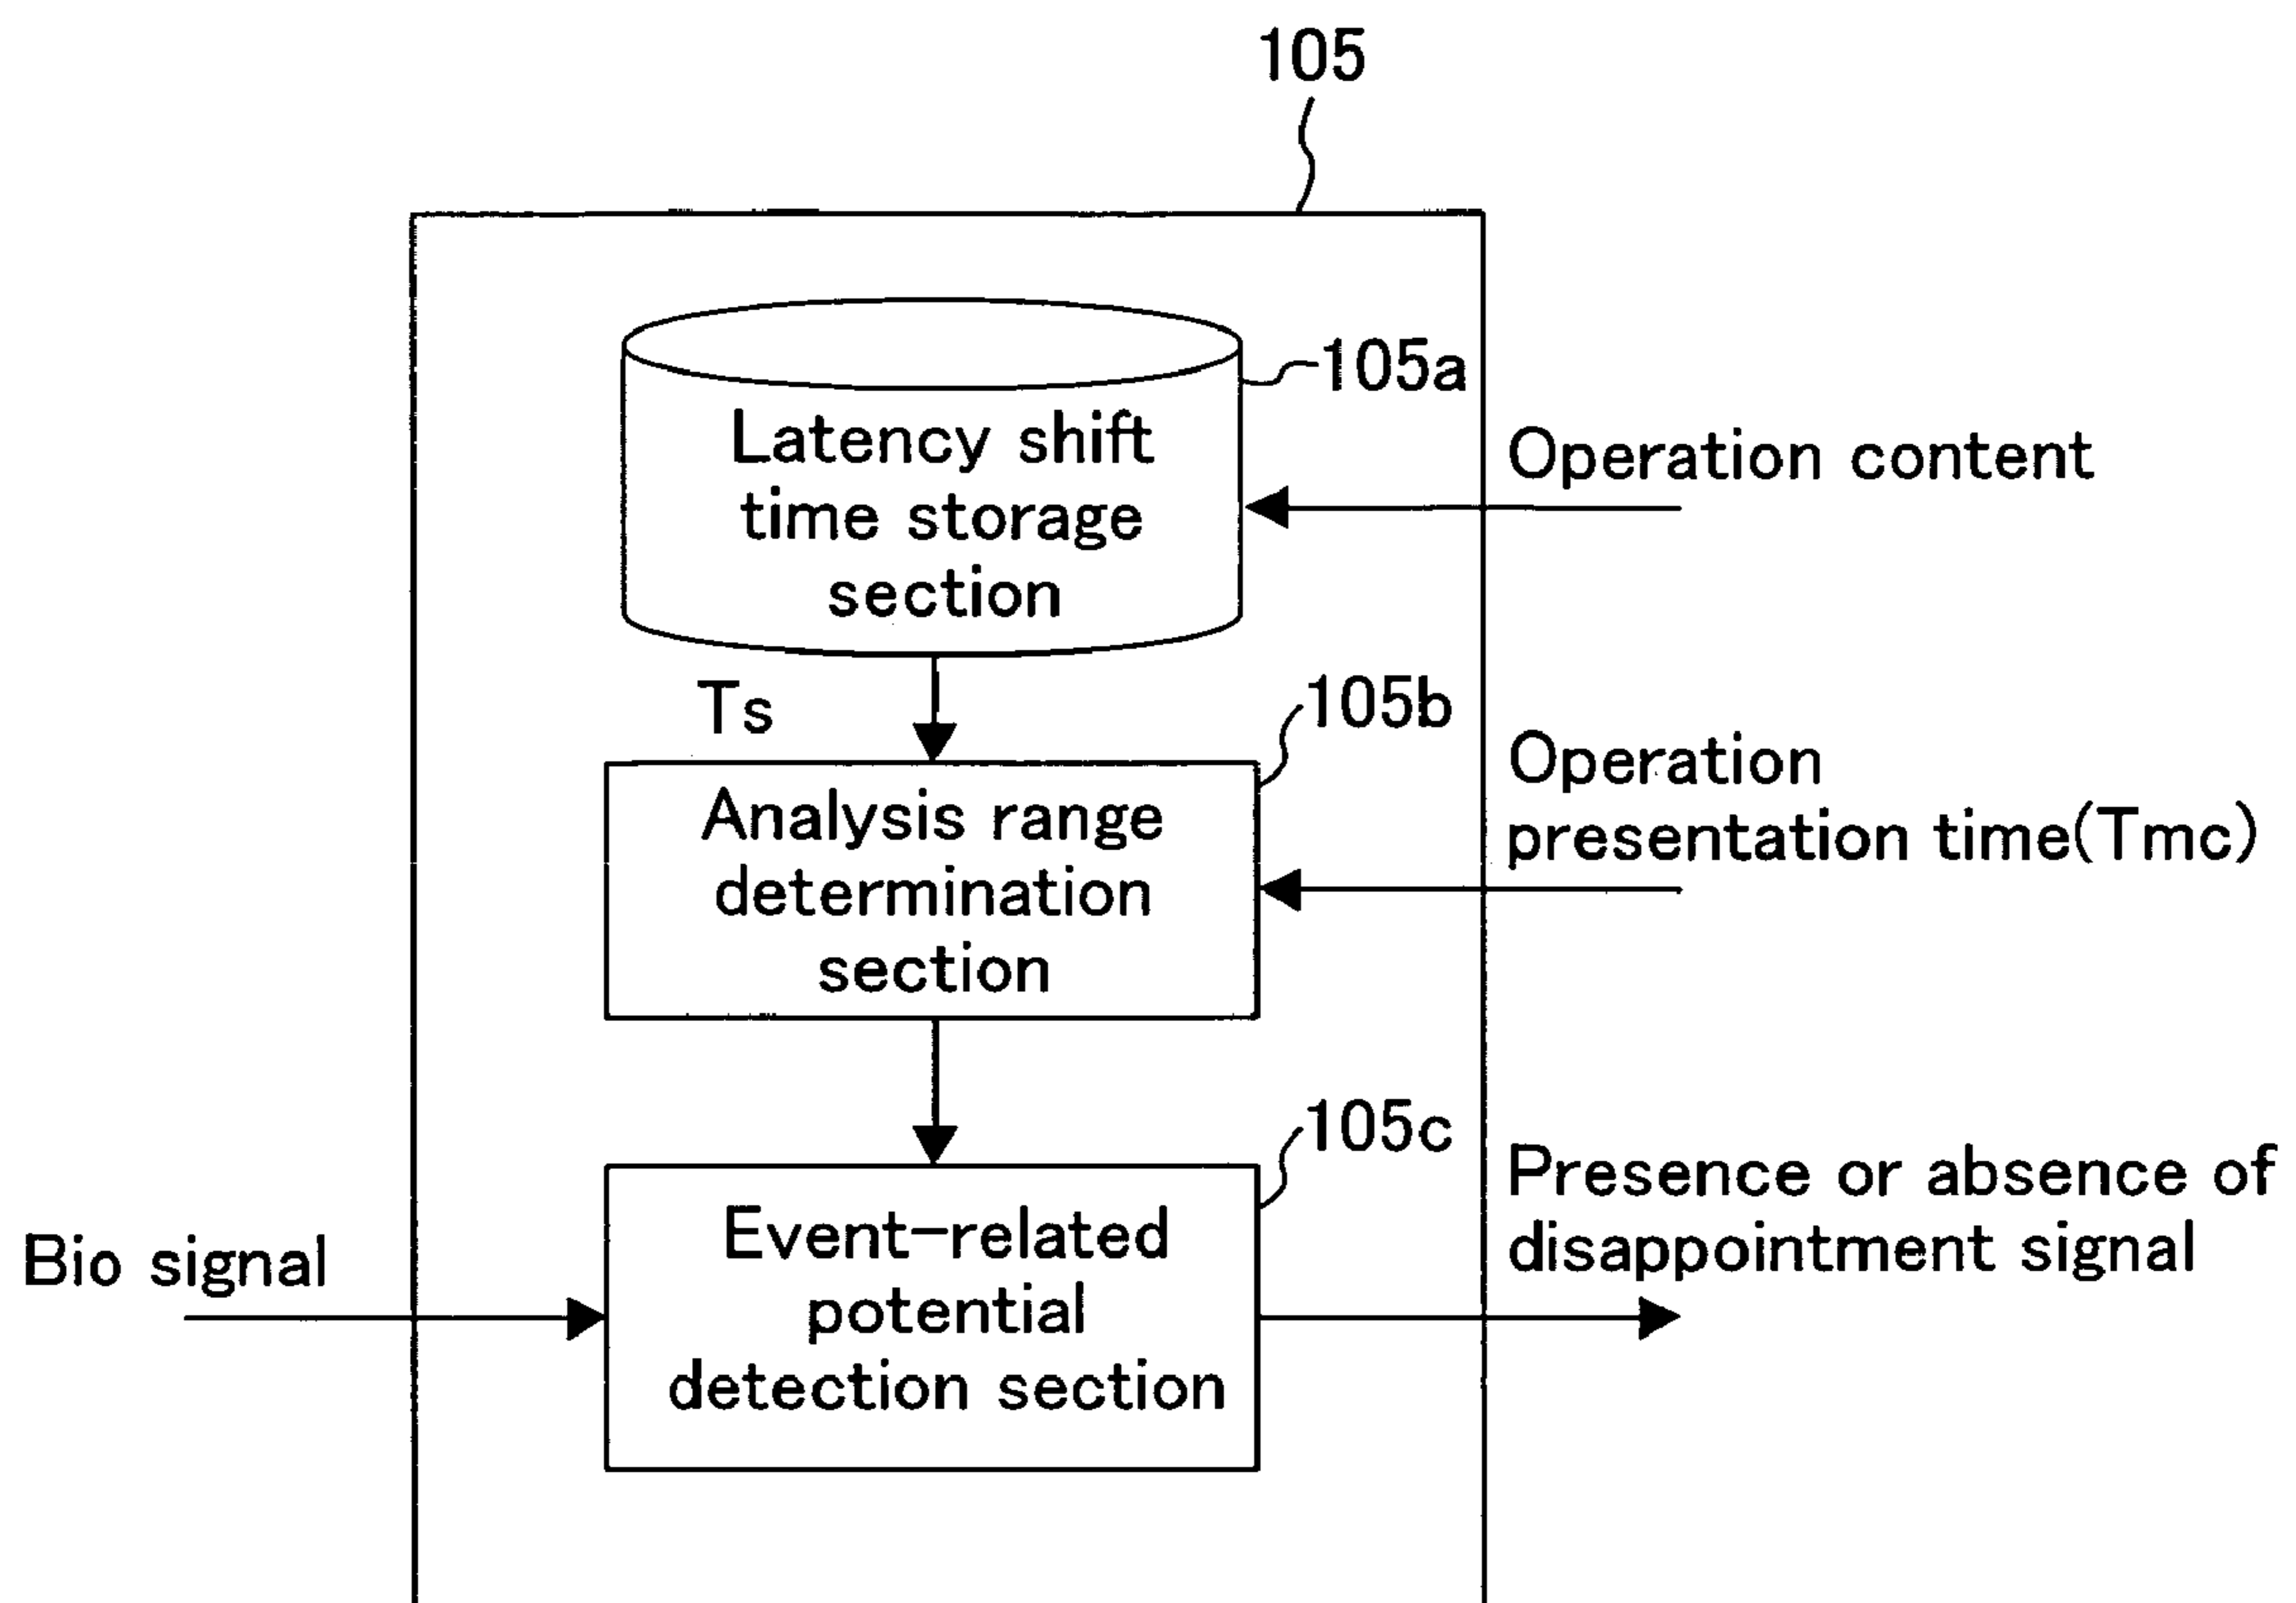 105
105a
Latency shift
time storage
section
Operation content
Ts
105b
Operation
presentation time(Tmc)
Analysis range
determination
section
105c
Presence or absence of
disappointment signal
Event-related
potential
detection section
Bio signal